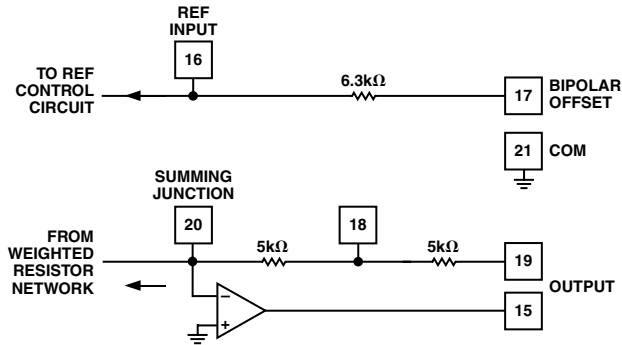 REF
INPUT
16
TO REF
CONTROL
CIRCUIT
6.3kΩ
17
BIPOLAR
OFFSET
21
COM
SUMMING
JUNCTION
20
18
FROM
WEIGHTED
RESISTOR
NETWORK
5kΩ
5kΩ
19
OUTPUT
15
–
+